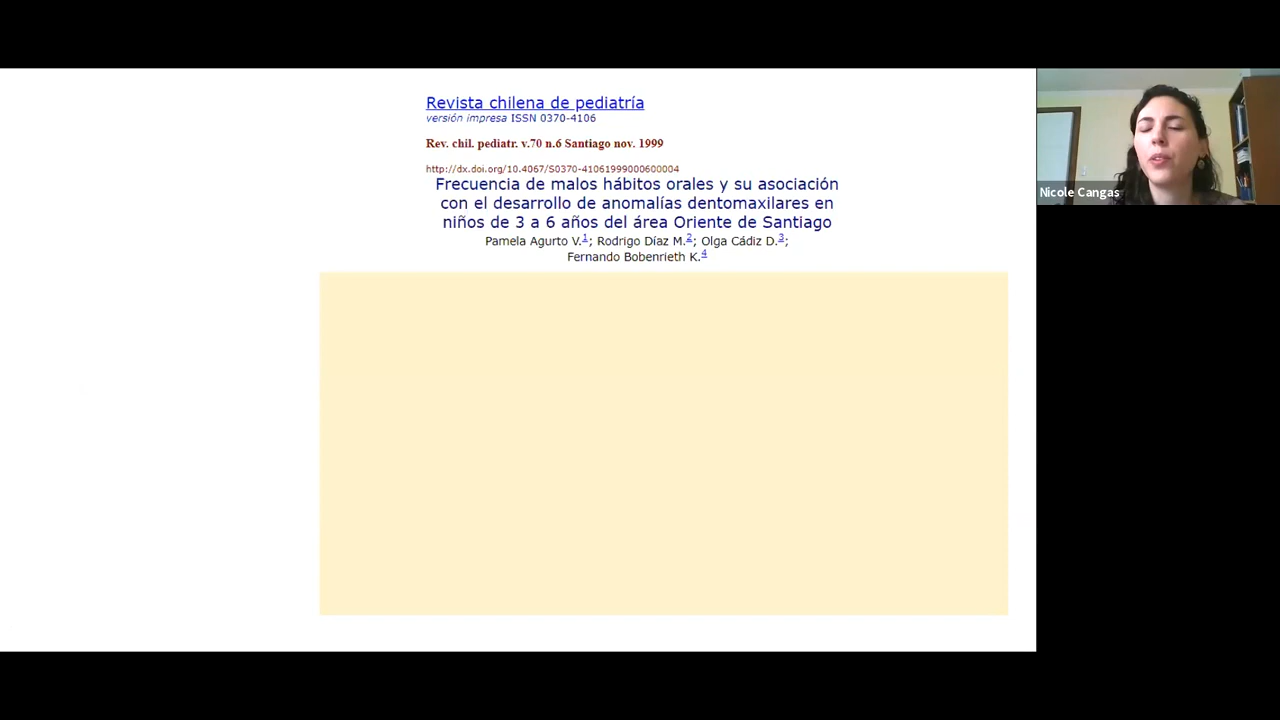 Revista chilena de pediatría
versión impresa ISSN 0370-4106
Rev. chil. pediatr. v.70 n.6 Santiago nov. 1999
http://dx.doi.org/10.4067/S0370-41061999000600004
Frecuencia de malos hábitos orales y su asociación
con el desarrollo de anomalías dentomaxilares en
niños de 3 a 6 años del área Oriente de Santiago
Pamela Agurto V.1; Rodrigo Díaz M.2; Olga Cádiz D.3;
Fernando Bobenrieth K.4
Nicole Cangas